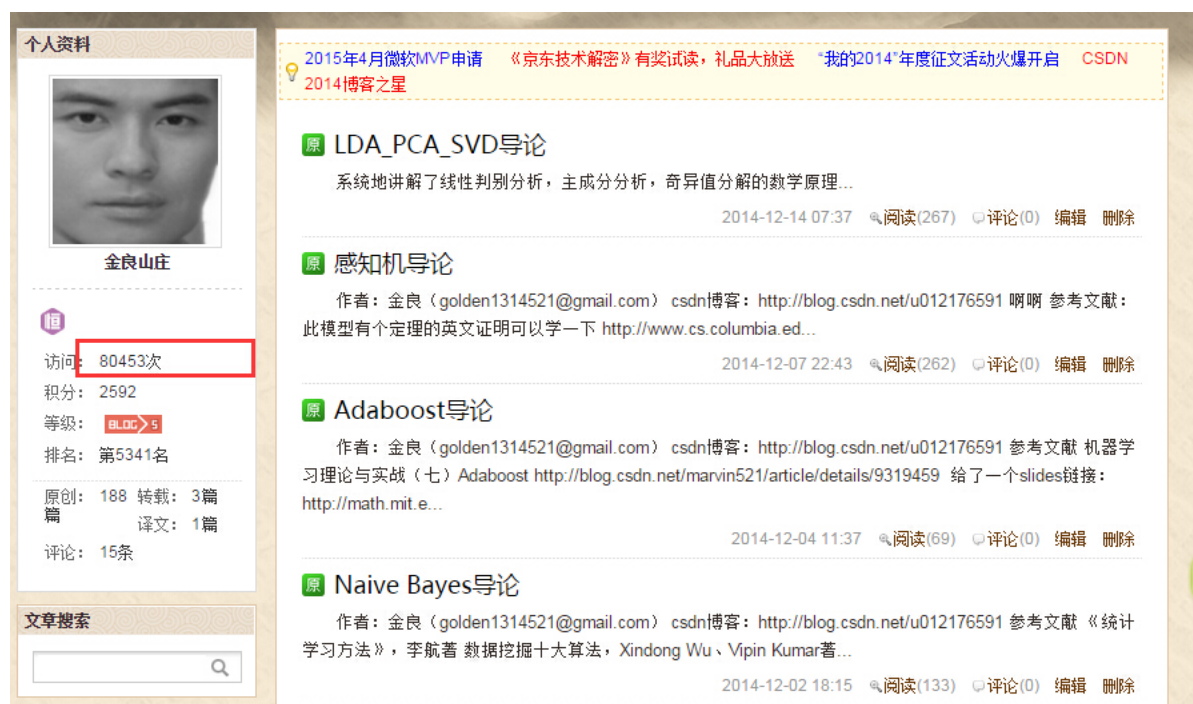 个人资料
金良山庄
恒
访问: 80453次
积分: 2592
等级: BLOG 5
排名: 第5341名
原创: 188篇 转载: 3篇
译文: 1篇
评论: 15条
文章搜索
2015年4月微软MVP申请 《京东技术解密》有奖试读，礼品大放送 “我的2014”年度征文活动火爆开启 CSDN
2014博客之星
原 LDA_PCA_SVD导论
系统地讲解了线性判别分析，主成分分析，奇异值分解的数学原理...
2014-12-14 07:37 阅读(267) 评论(0) 编辑 删除
原 感知机导论
作者：金良（golden1314521@gmail.com） csdn博客：http://blog.csdn.net/u012176591 啊啊 参考文献：
此模型有个定理的英文证明可以学一下 http://www.cs.columbia.ed...
2014-12-07 22:43 阅读(262) 评论(0) 编辑 删除
原 Adaboost导论
作者：金良（golden1314521@gmail.com） csdn博客：http://blog.csdn.net/u012176591 参考文献 机器学
习理论与实战（七）Adaboost http://blog.csdn.net/marvin521/article/details/9319459 给了一个slides链接：
http://math.mit.e...
2014-12-04 11:37 阅读(69) 评论(0) 编辑 删除
原 Naive Bayes导论
作者：金良（golden1314521@gmail.com） csdn博客：http://blog.csdn.net/u012176591 参考文献 《统计
学习方法》，李航著 数据挖掘十大算法，Xindong Wu、Vipin Kumar著...
2014-12-02 18:15 阅读(133) 评论(0) 编辑 删除